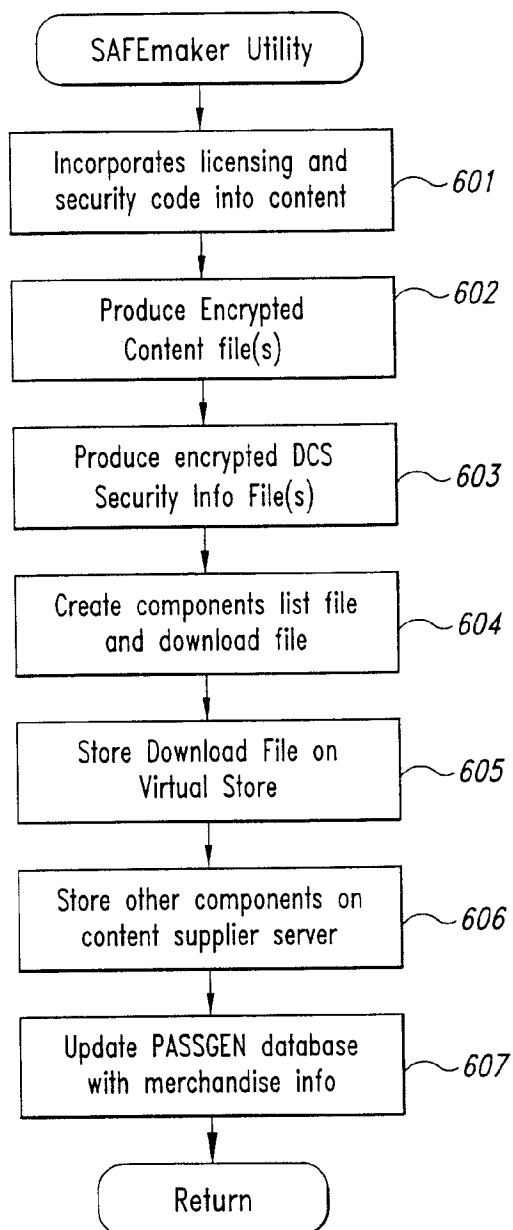 SAFEmaker Utility
Incorporates licensing and
security code into content
601
Produce Encrypted
Content file(s)
602
Produce encrypted DCS
Security Info File(s)
603
Create components list file
and download file
604
Store Download File on
Virtual Store
605
Store other components on
content supplier server
606
Update PASSGEN database
with merchandise info
607
Return